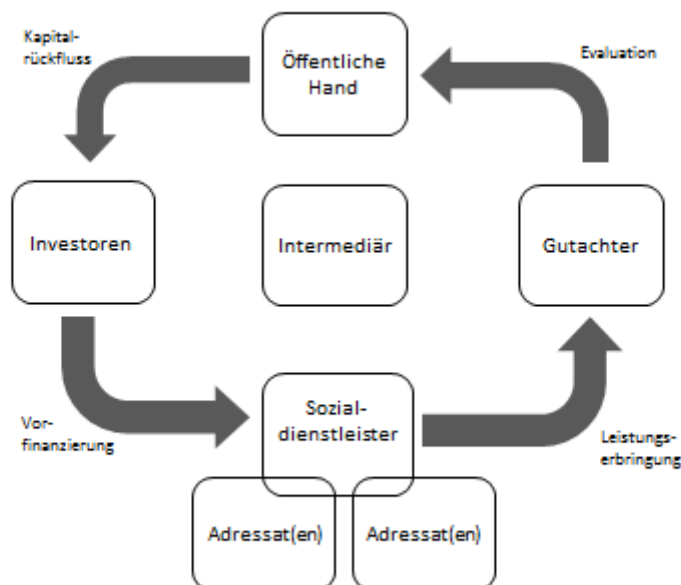 Kapital-
rückfluss
Öffentliche
Hand
Evaluation
Investoren
Intermediär
Gutachter
Vor-
finanzierung
Sozial-
dienstleister
Leistungs-
erbringung
Adressat(en)
Adressat(en)